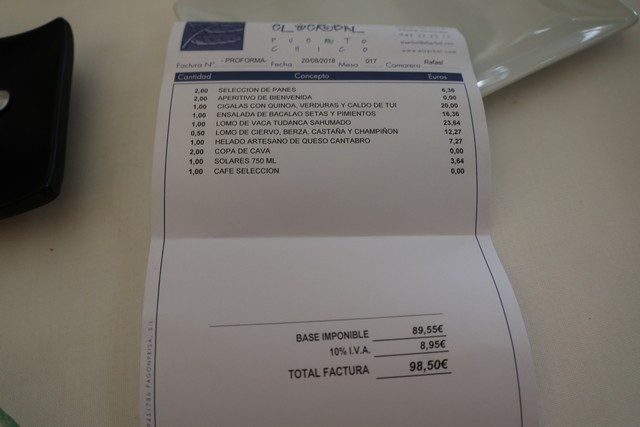 EL SERBAL
PUERTO
CHICO
Factura Nº -PROFORMA- Fecha 20/08/2018 Mesa 017 Camarero Rafael
Cantidad Concepto Euros
2,00 SELECCION DE PANES 6,36
2,00 APERITIVO DE BIENVENIDA 0,00
1,00 CIGALAS CON QUINOA, VERDURAS Y CALDO DE TUI 20,00
1,00 ENSALADA DE BACALAO SETAS Y PIMIENTOS 16,36
1,00 LOMO DE VACA TUDANCA SAHUMADO 23,64
0,50 LOMO DE CIERVO, BERZA, CASTAÑA Y CHAMPIÑON 12,27
1,00 HELADO ARTESANO DE QUESO CANTABRO 7,27
2,00 COPA DE CAVA 0,00
1,00 SOLARES 750 ML 3,64
1,00 CAFE SELECCION 0,00
BASE IMPONIBLE 89,55€
10% I.V.A. 8,95€
TOTAL FACTURA 98,50€